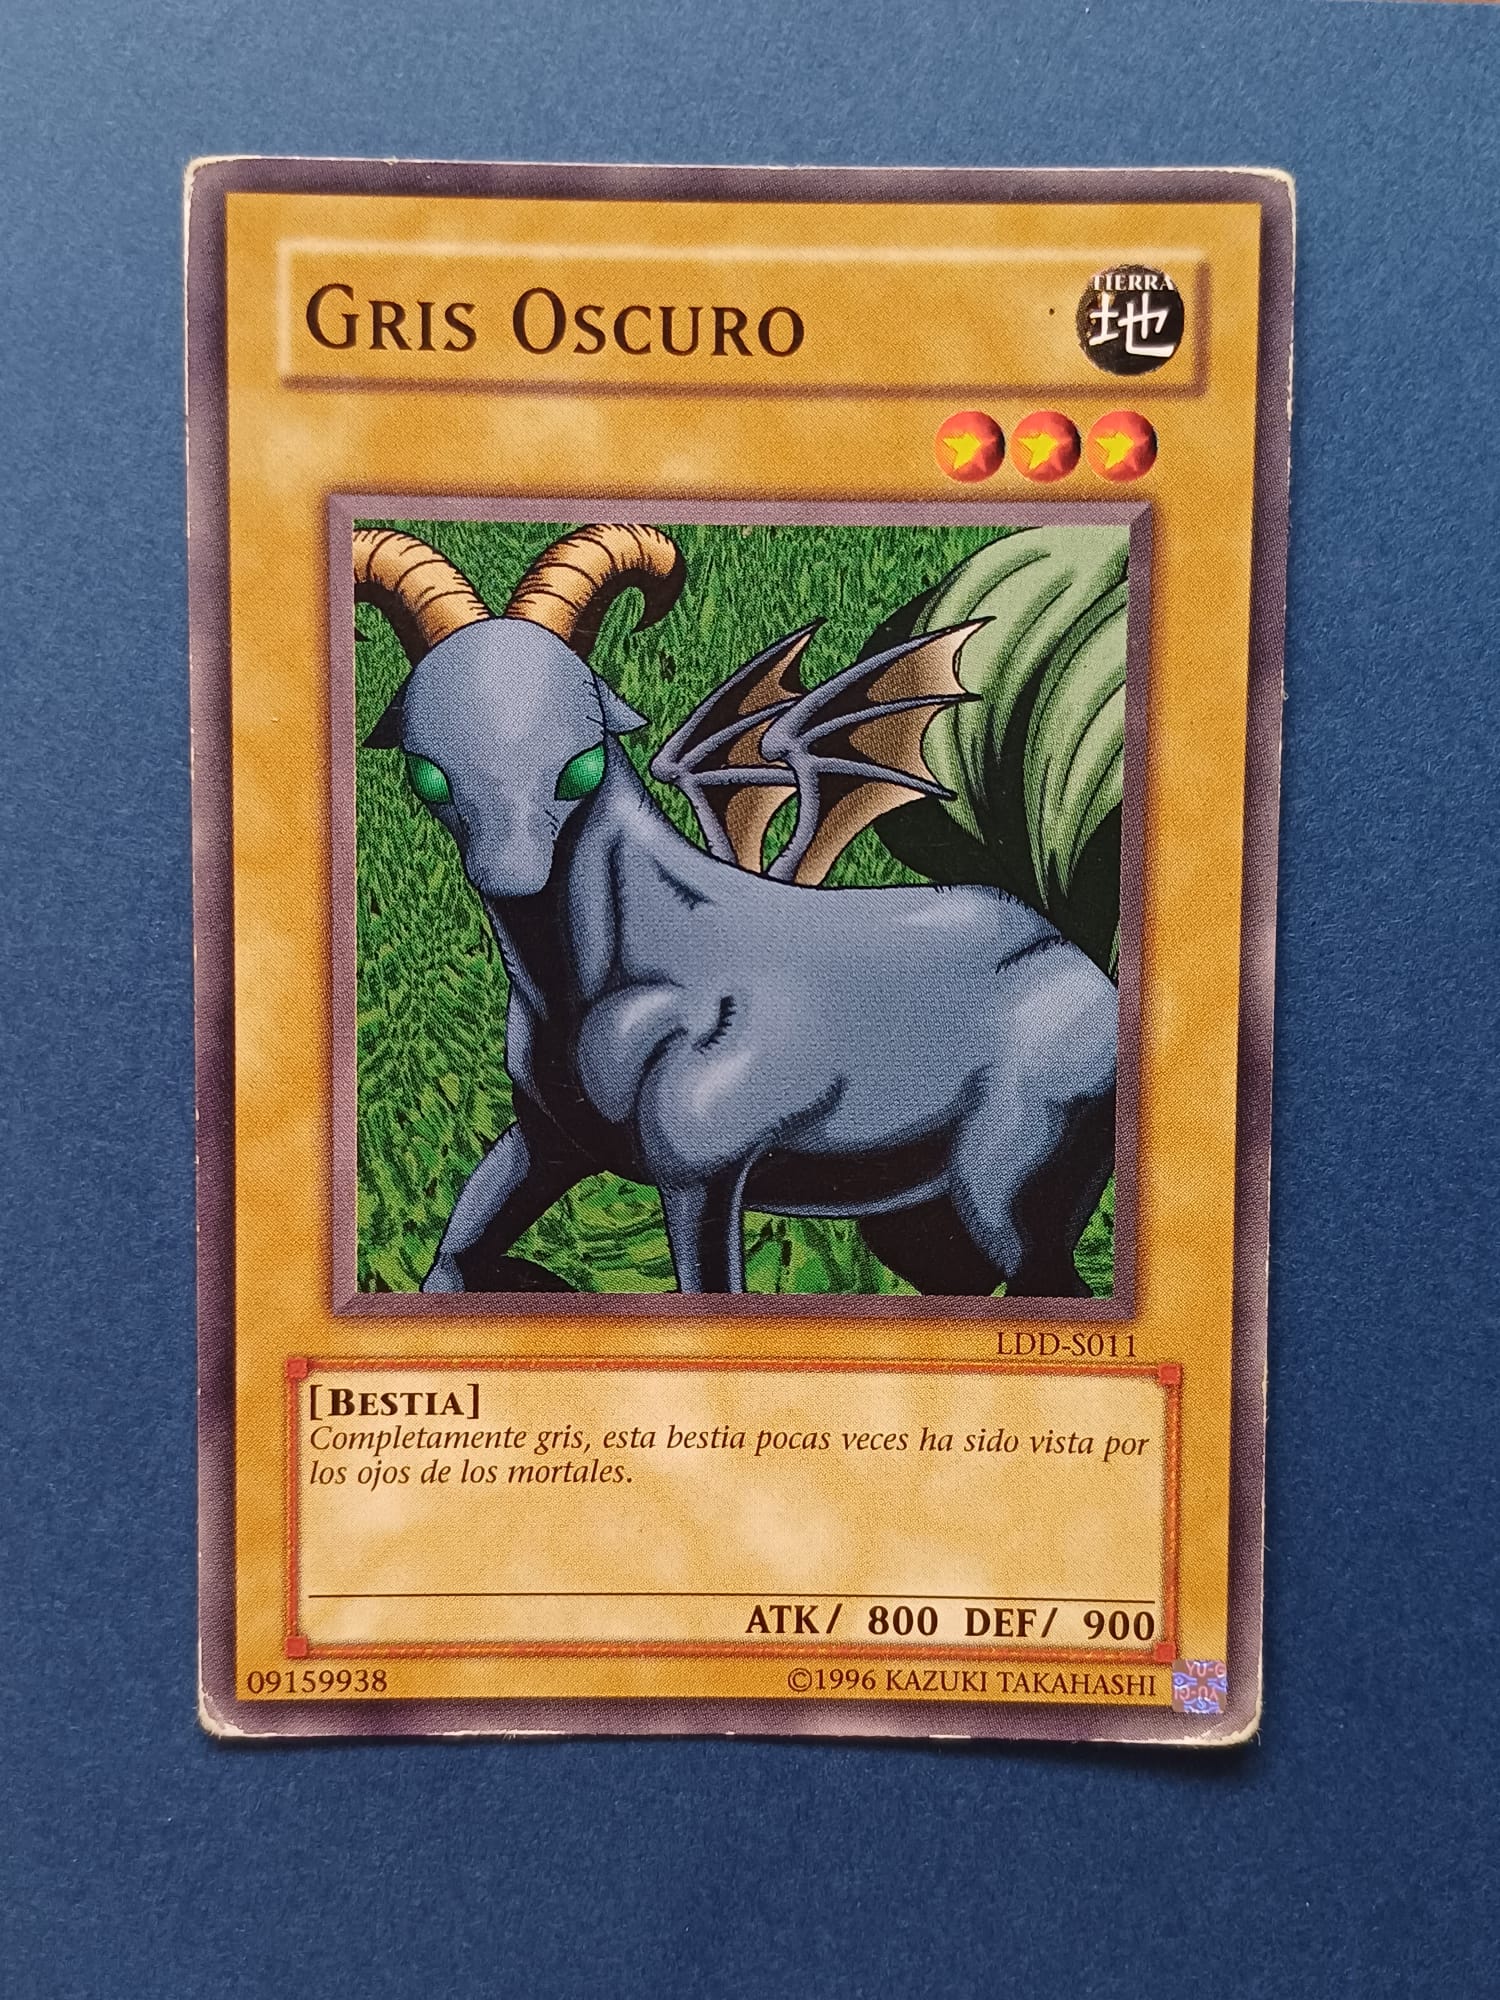 GRIS OSCURO
TIERRA
地
LDD-S011
[BESTIA]
Completamente gris, esta bestia pocas veces ha sido vista por
los ojos de los mortales.
ATK/ 800 DEF/ 900
09159938
©1996 KAZUKI TAKAHASHI
YU-G